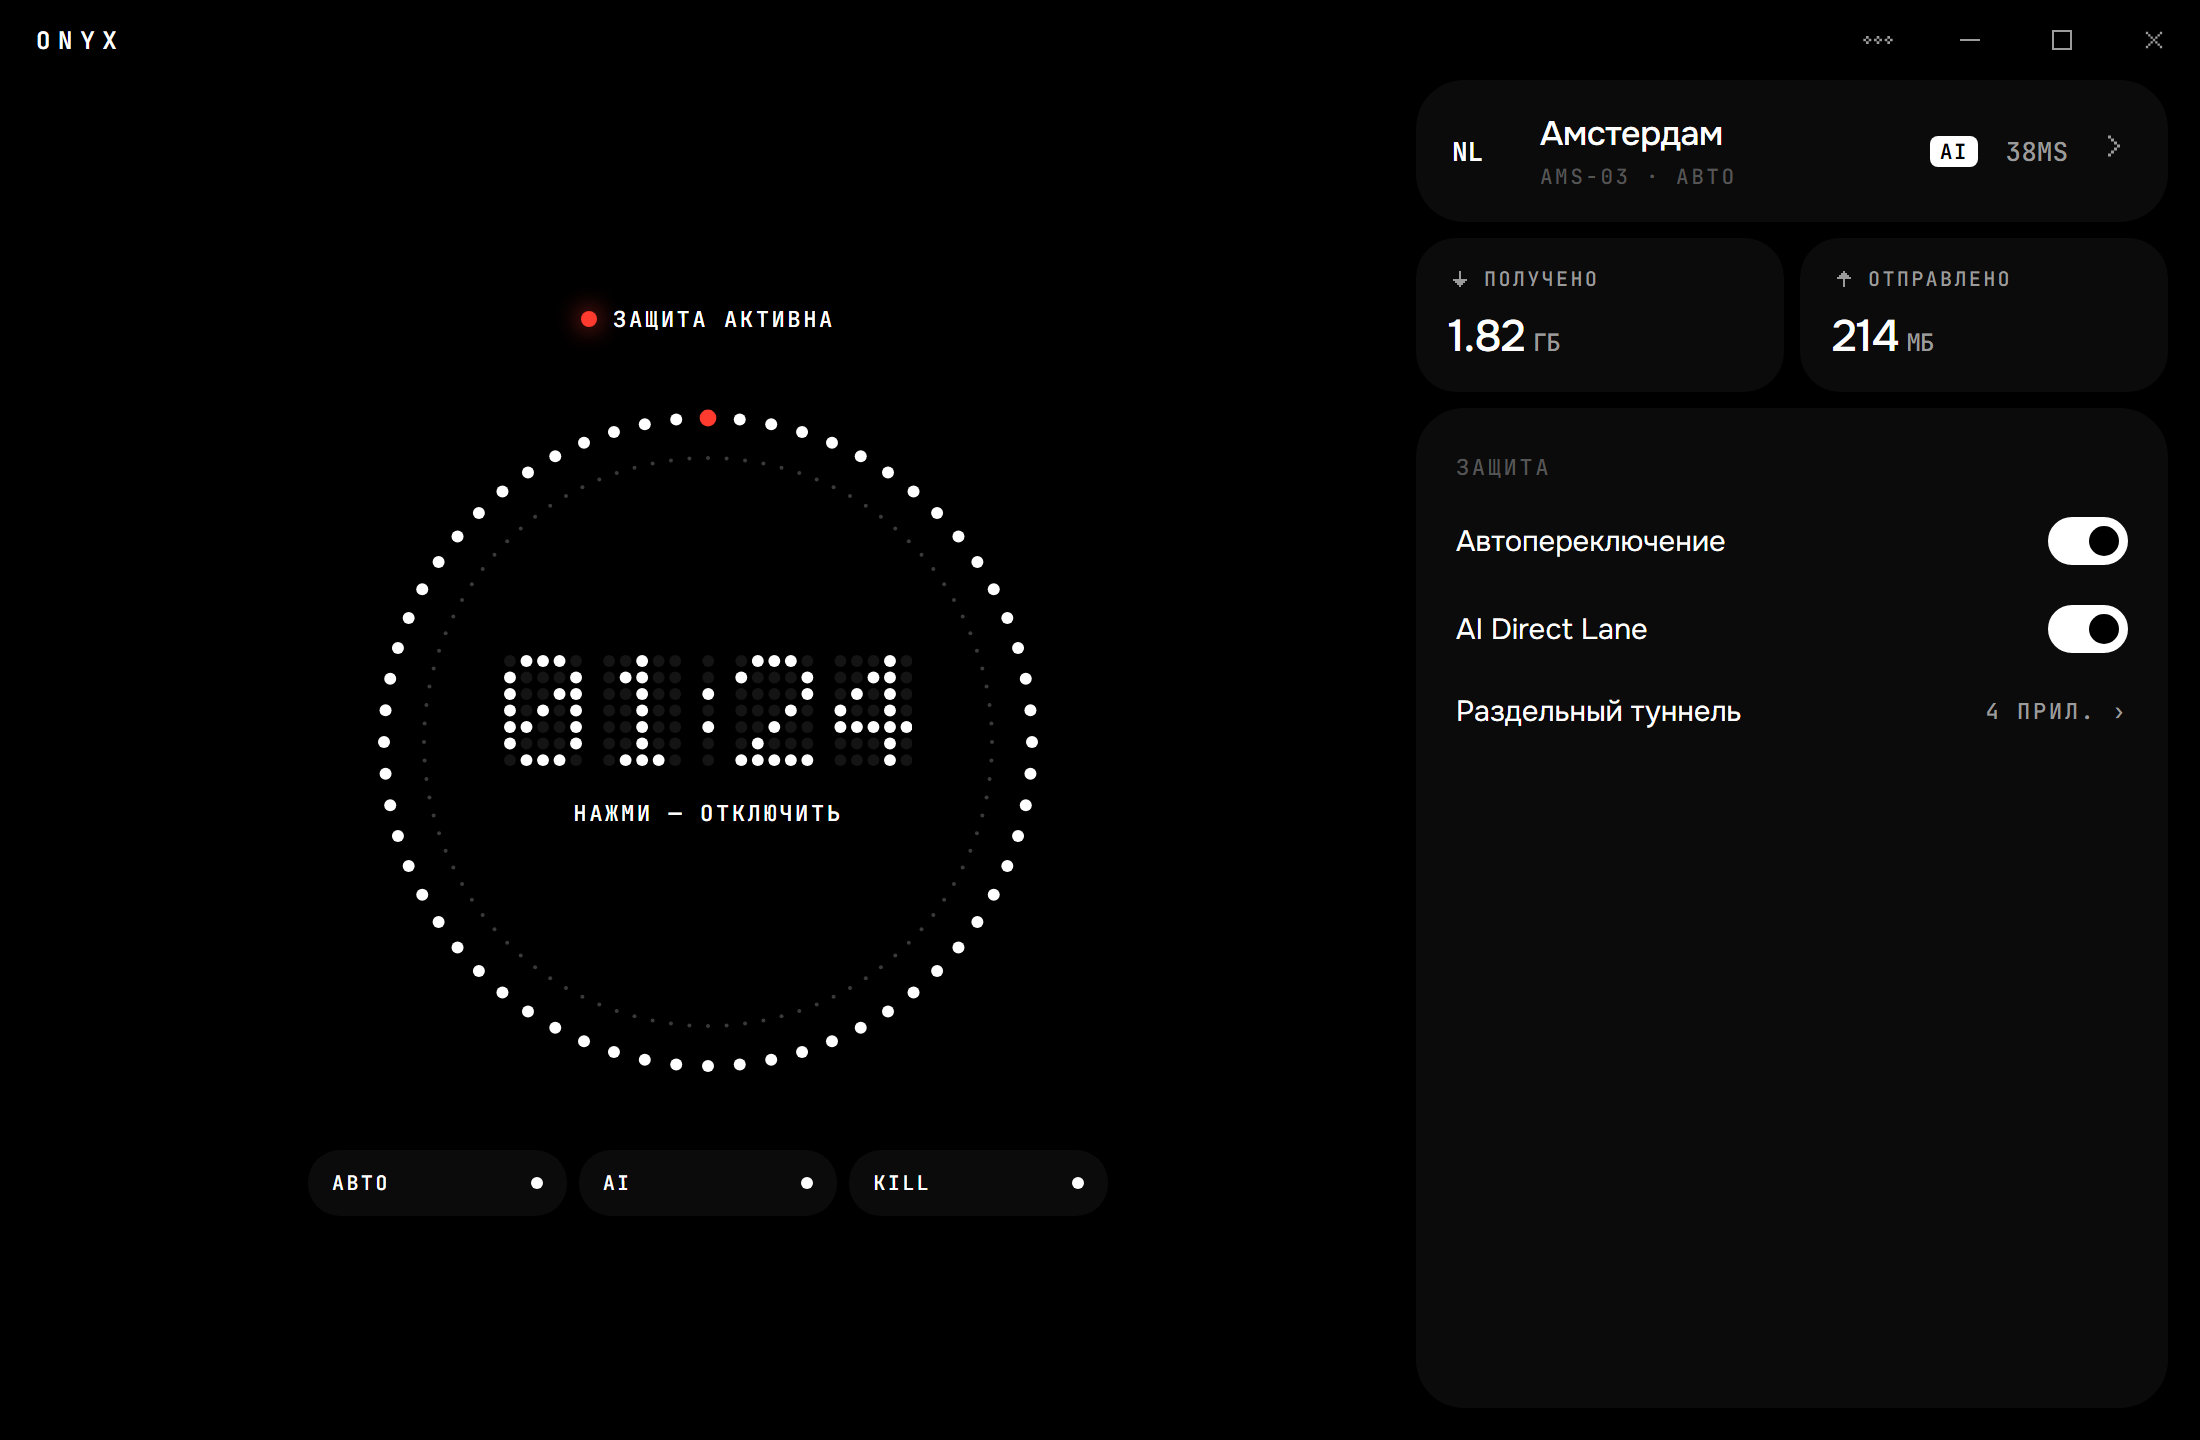 ONYX
ЗАЩИТА АКТИВНА
01:24
НАЖМИ — ОТКЛЮЧИТЬ
АВТО
AI
KILL
NL
Амстердам
AMS-03 · АВТО
AI
38MS
ПОЛУЧЕНО
1.82 ГБ
ОТПРАВЛЕНО
214 МБ
ЗАЩИТА
Автопереключение
AI Direct Lane
Раздельный туннель
4 ПРИЛ. ›